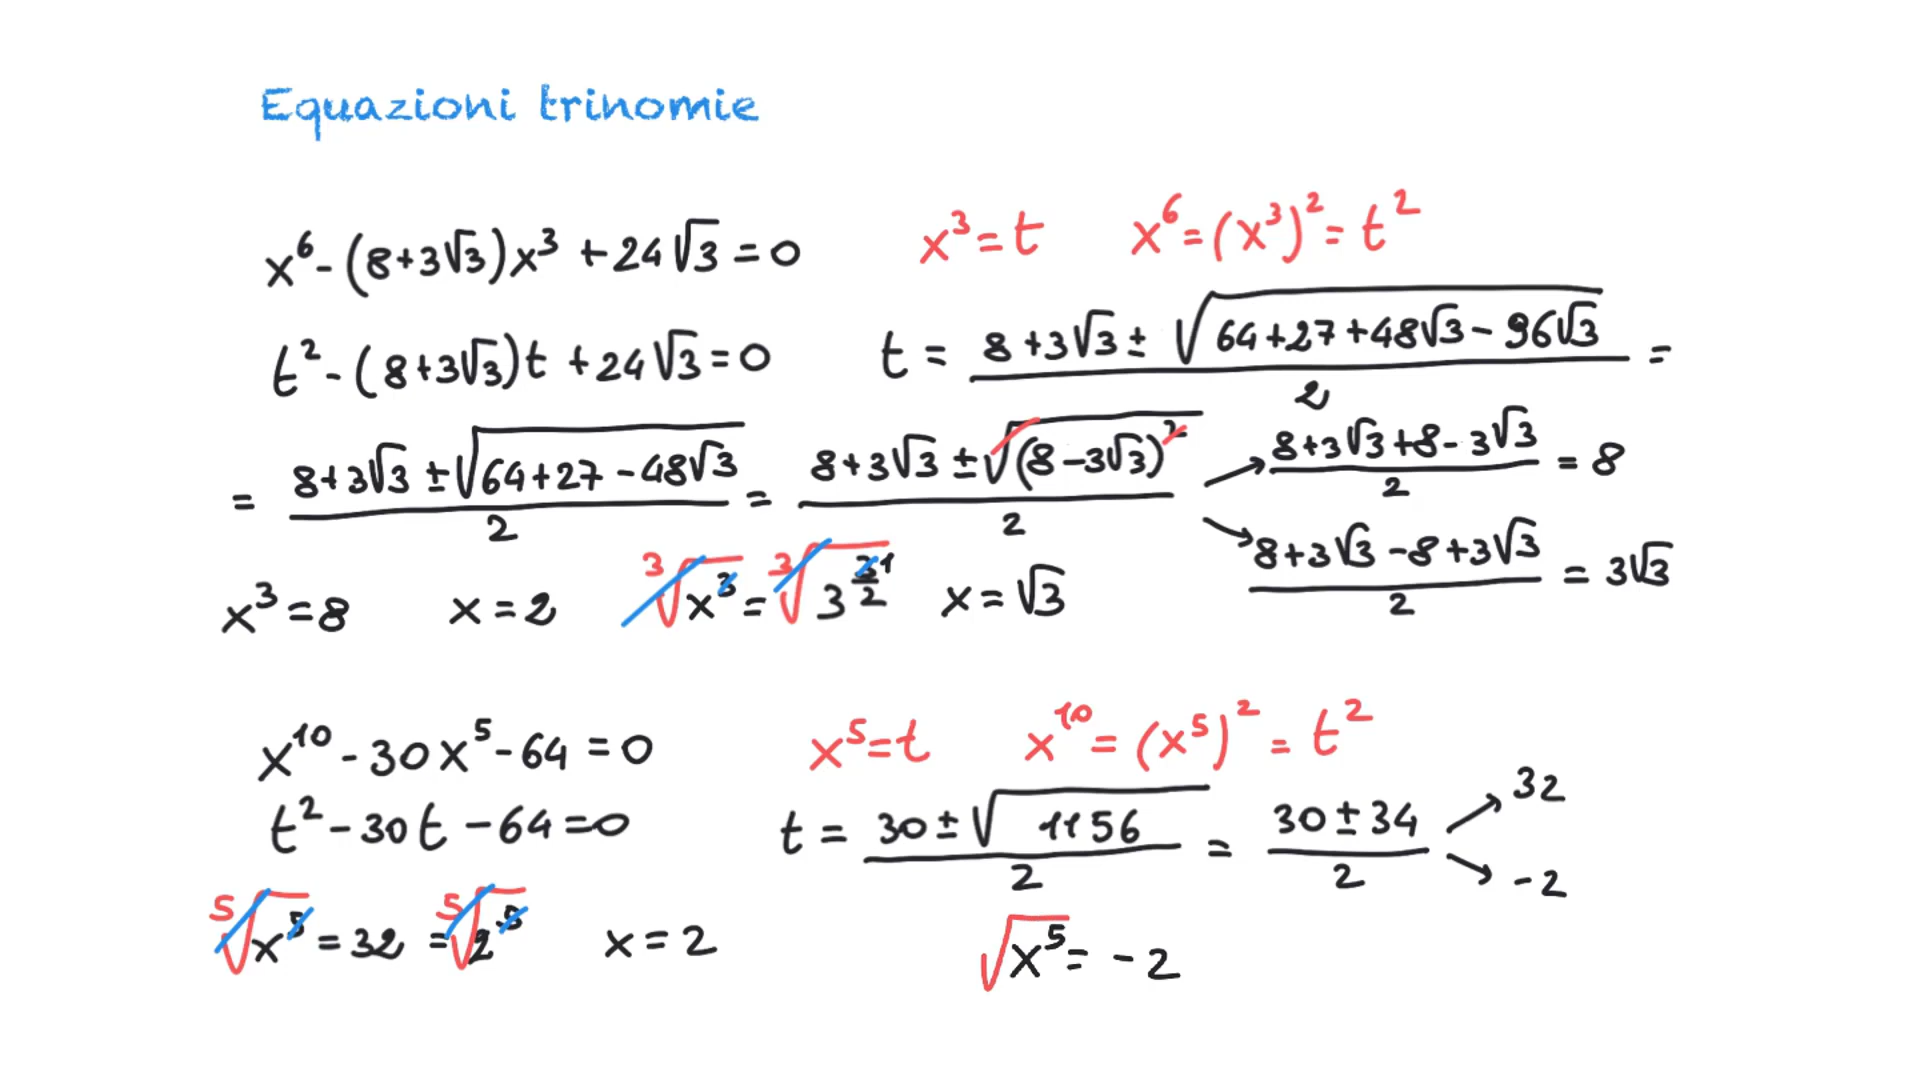 Equazioni trinomie
x⁶ - (8+3√3)x³ + 24√3 = 0 x³ = t x⁶ = (x³)² = t²
t² - (8+3√3)t + 24√3 = 0 t = (8+3√3 ± √(64+27+48√3 - 96√3))/2 =
= (8+3√3 ± √(64+27-48√3))/2 = (8+3√3 ± √((8-3√3)²))/2 → (8+3√3+8-3√3)/2 = 8
→ (8+3√3-8+3√3)/2 = 3√3
x³ = 8 x = 2 ³√x³ = ³√3^(3/2) 1 x = √3
x¹⁰ - 30x⁵ - 64 = 0 x⁵ = t x¹⁰ = (x⁵)² = t²
t² - 30t - 64 = 0 t = (30 ± √1156)/2 = (30 ± 34)/2 → 32
→ -2
⁵√x⁵ = 32 = ⁵√2⁵ x = 2 √x⁵ = -2